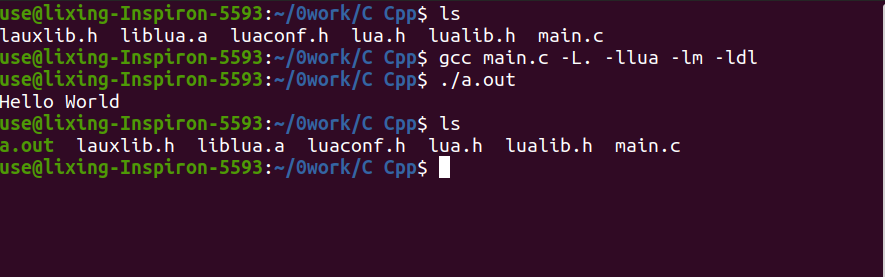 use@lixing-Inspiron-5593:~/0work/C Cpp$ ls
lauxlib.h liblua.a luaconf.h lua.h lualib.h main.c
use@lixing-Inspiron-5593:~/0work/C Cpp$ gcc main.c -L. -llua -lm -ldl
use@lixing-Inspiron-5593:~/0work/C Cpp$ ./a.out
Hello World
use@lixing-Inspiron-5593:~/0work/C Cpp$ ls
a.out lauxlib.h liblua.a luaconf.h lua.h lualib.h main.c
use@lixing-Inspiron-5593:~/0work/C Cpp$